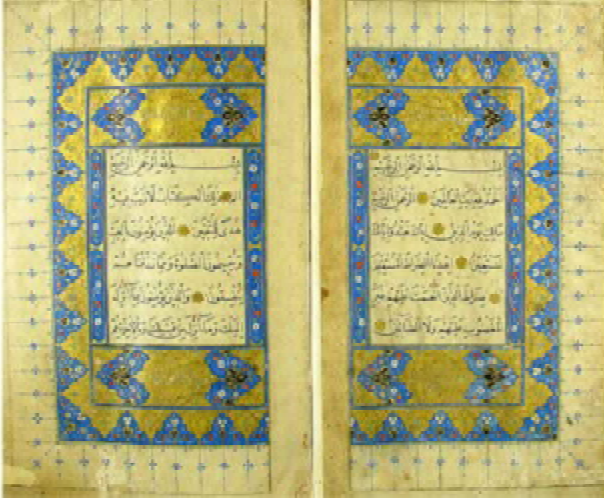 بسم الله الرحمن الرحيم
الحمد لله رب العالمين الرحمن الرحيم
مالك يوم الدين اياك نعبد واياك
نستعين اهدنا الصراط المستقيم
صراط الذين انعمت عليهم غير
المغضوب عليهم ولا الضالين
بسم الله الرحمن الرحيم
الم ذلك الكتاب لا ريب فيه
هدى للمتقين الذين يؤمنون بالغيب
ويقيمون الصلوة ومما رزقناهم
ينفقون والذين يؤمنون بما انزل
اليك وما انزل من قبلك وبالاخرة هم